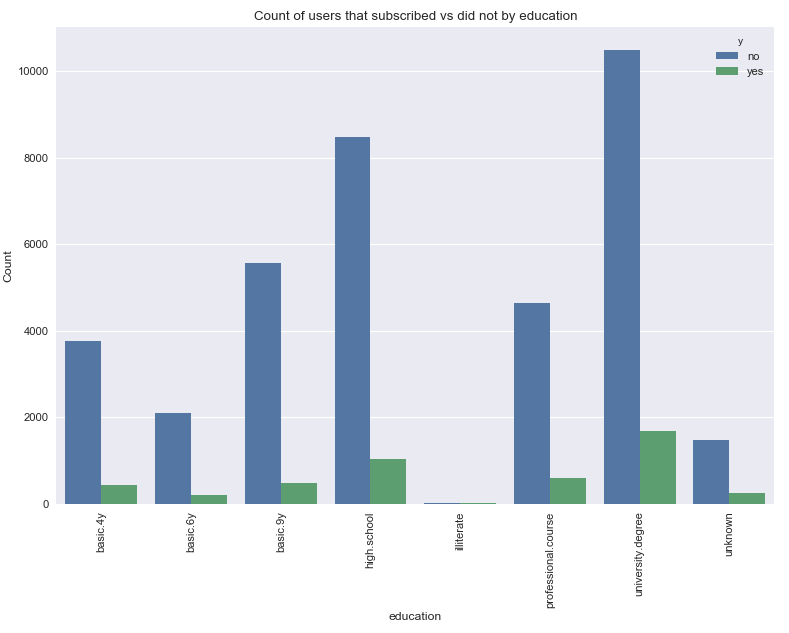 Count of users that subscribed vs did not by education
y
no
yes
10000
8000
6000
4000
2000
0
Count
basic.4y
basic.6y
basic.9y
high.school
illiterate
professional.course
university.degree
unknown
education